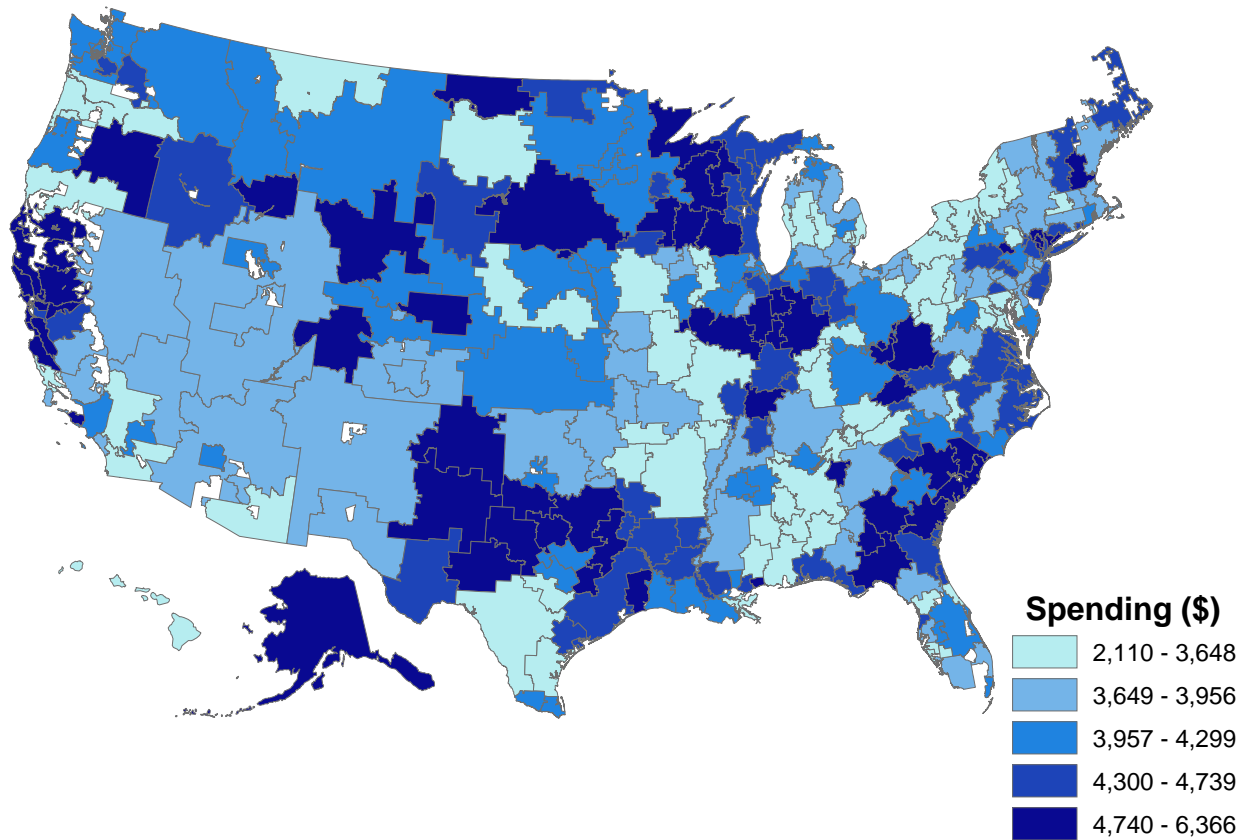 Spending ($)
2,110 - 3,648
3,649 - 3,956
3,957 - 4,299
4,300 - 4,739
4,740 - 6,366